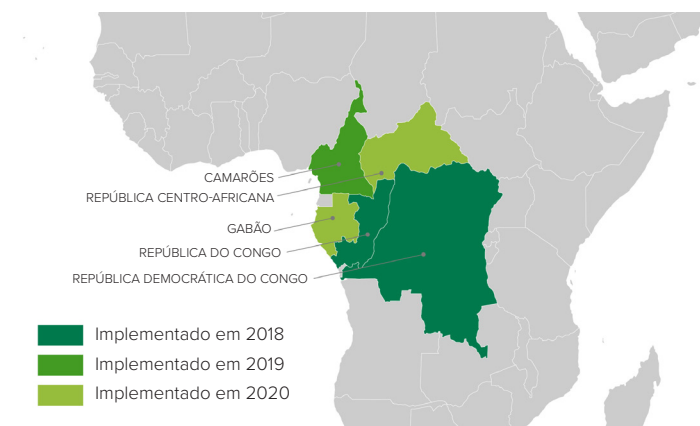 CAMARÕES
REPÚBLICA CENTRO-AFRICANA
GABÃO
REPÚBLICA DO CONGO
REPÚBLICA DEMOCRÁTICA DO CONGO
Implementado em 2018
Implementado em 2019
Implementado em 2020